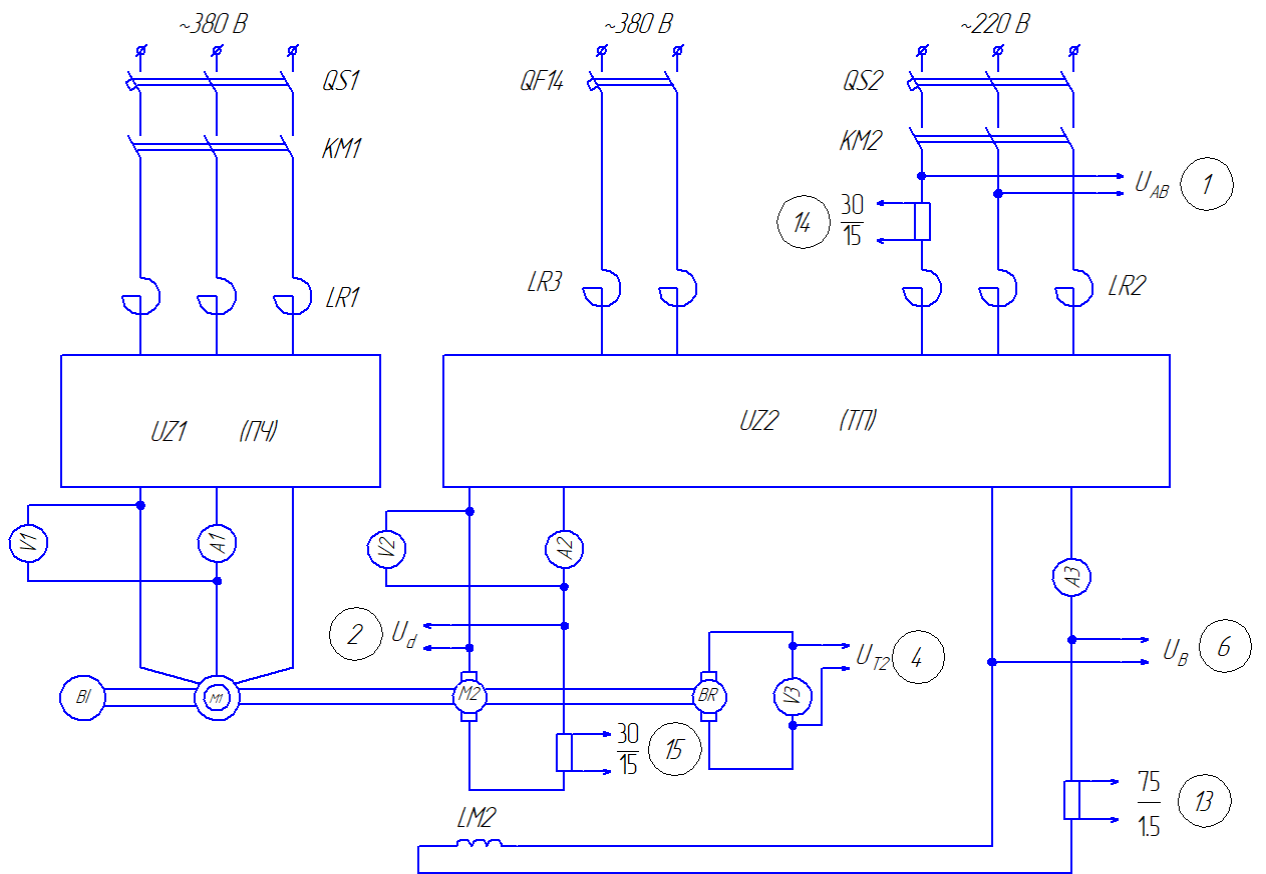 ~380 В
~380 В
~220 В
QS1
QF14
QS2
KM1
KM2
U_AB 1
14 30/15
LR1
LR3
LR2
UZ1 (ПЧ)
UZ2 (ТП)
V1
A1
V2
A2
A3
2 U_d
U_T2 4
U_B 6
BI
M1
M2
BR
V3
30/15 15
75/1.5 13
LM2